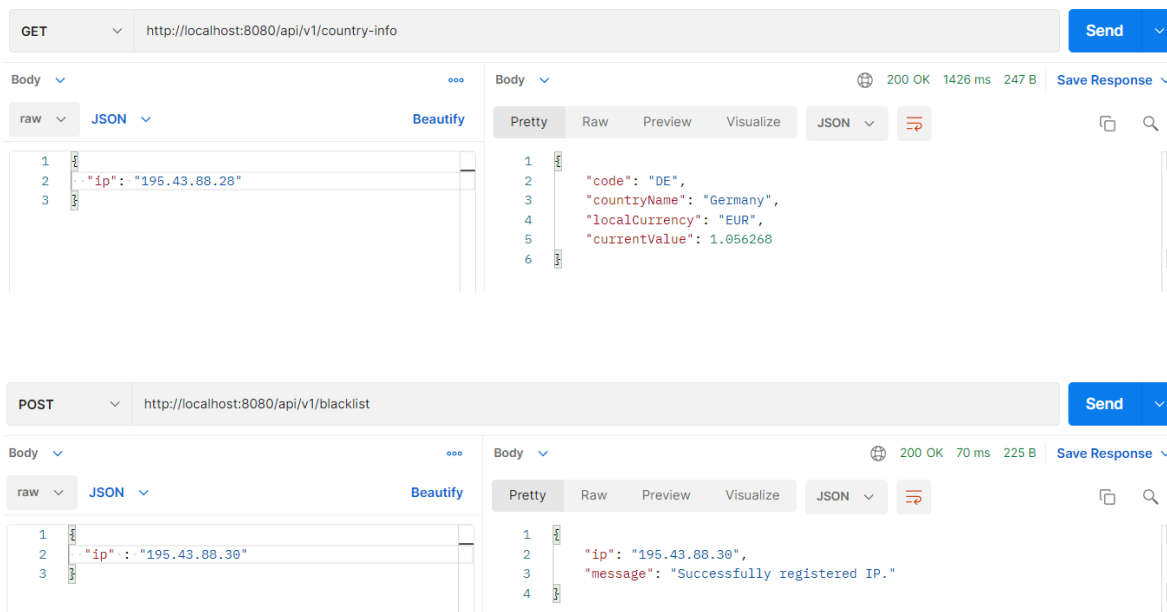 GET http://localhost:8080/api/v1/country-info Send
Body ooo
raw JSON Beautify
1 {
2 "ip": "195.43.88.28"
3 }
Body 200 OK 1426 ms 247 B Save Response
Pretty Raw Preview Visualize JSON
1 {
2 "code": "DE",
3 "countryName": "Germany",
4 "localCurrency": "EUR",
5 "currentValue": 1.056268
6 }
POST http://localhost:8080/api/v1/blacklist Send
Body ooo
raw JSON Beautify
1 {
2 "ip" : "195.43.88.30"
3 }
Body 200 OK 70 ms 225 B Save Response
Pretty Raw Preview Visualize JSON
1 {
2 "ip": "195.43.88.30",
3 "message": "Successfully registered IP."
4 }